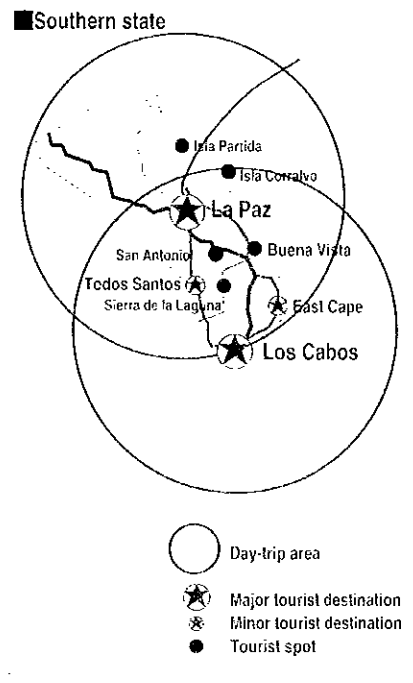 Southern state
Isla Partida
Isla Corralvo
La Paz
San Antonio
Buena Vista
Todos Santos
Sierra de la Laguna
East Cape
Los Cabos
Day-trip area
Major tourist destination
Minor tourist destination
Tourist spot